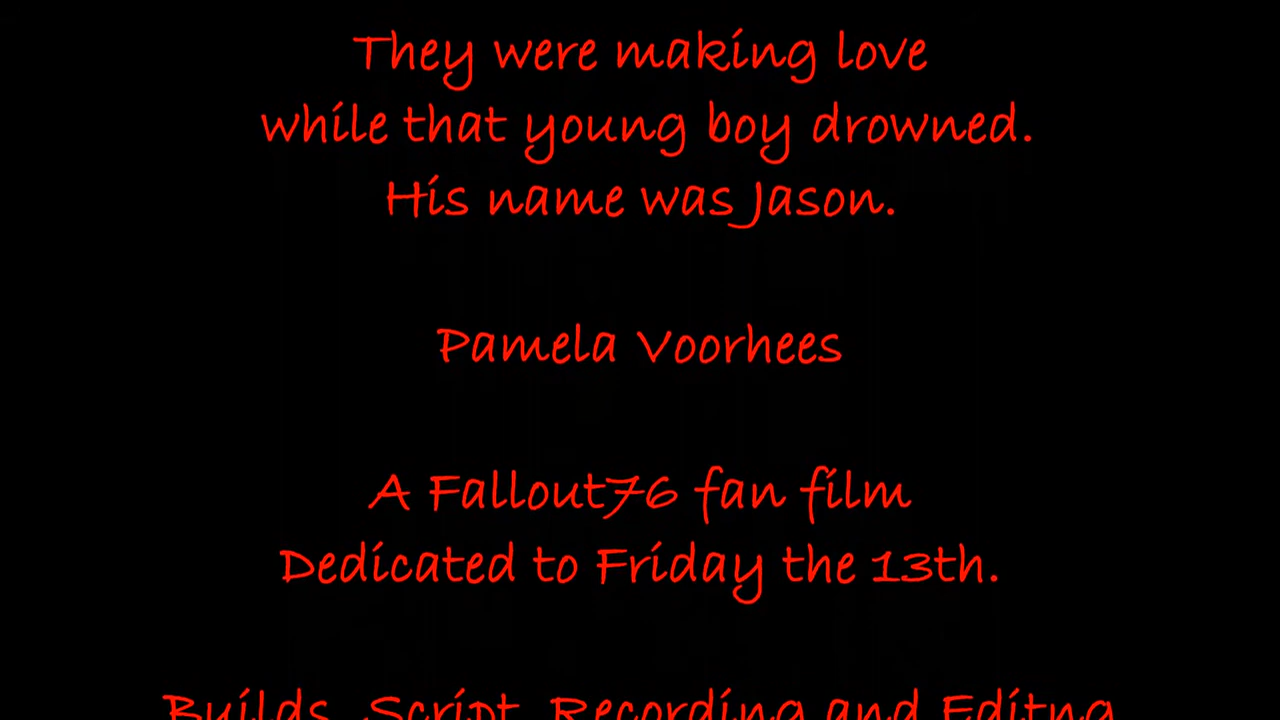 They were making love
while that young boy drowned.
His name was Jason.
Pamela Voorhees
A Fallout76 fan film
Dedicated to Friday the 13th.
Builds, Script, Recording and Editng